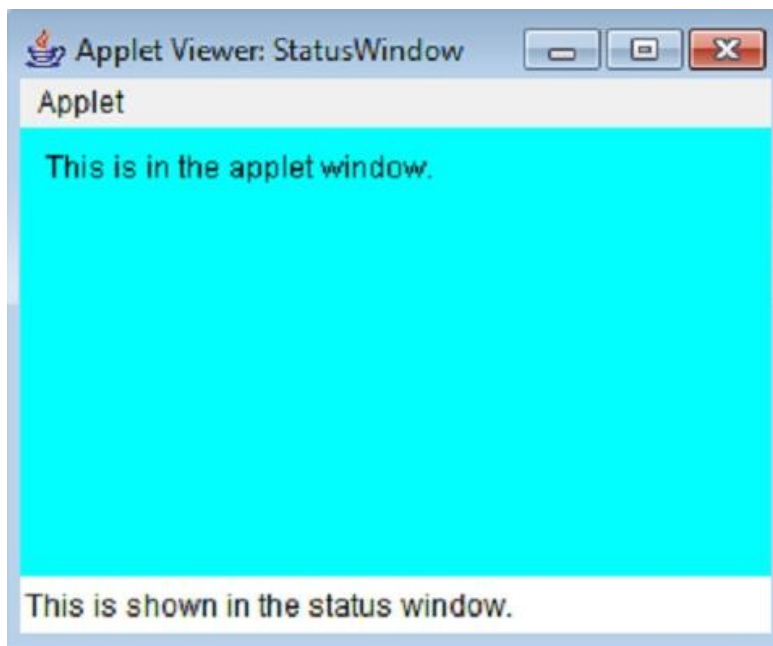 Applet Viewer: StatusWindow
Applet
This is in the applet window.
This is shown in the status window.